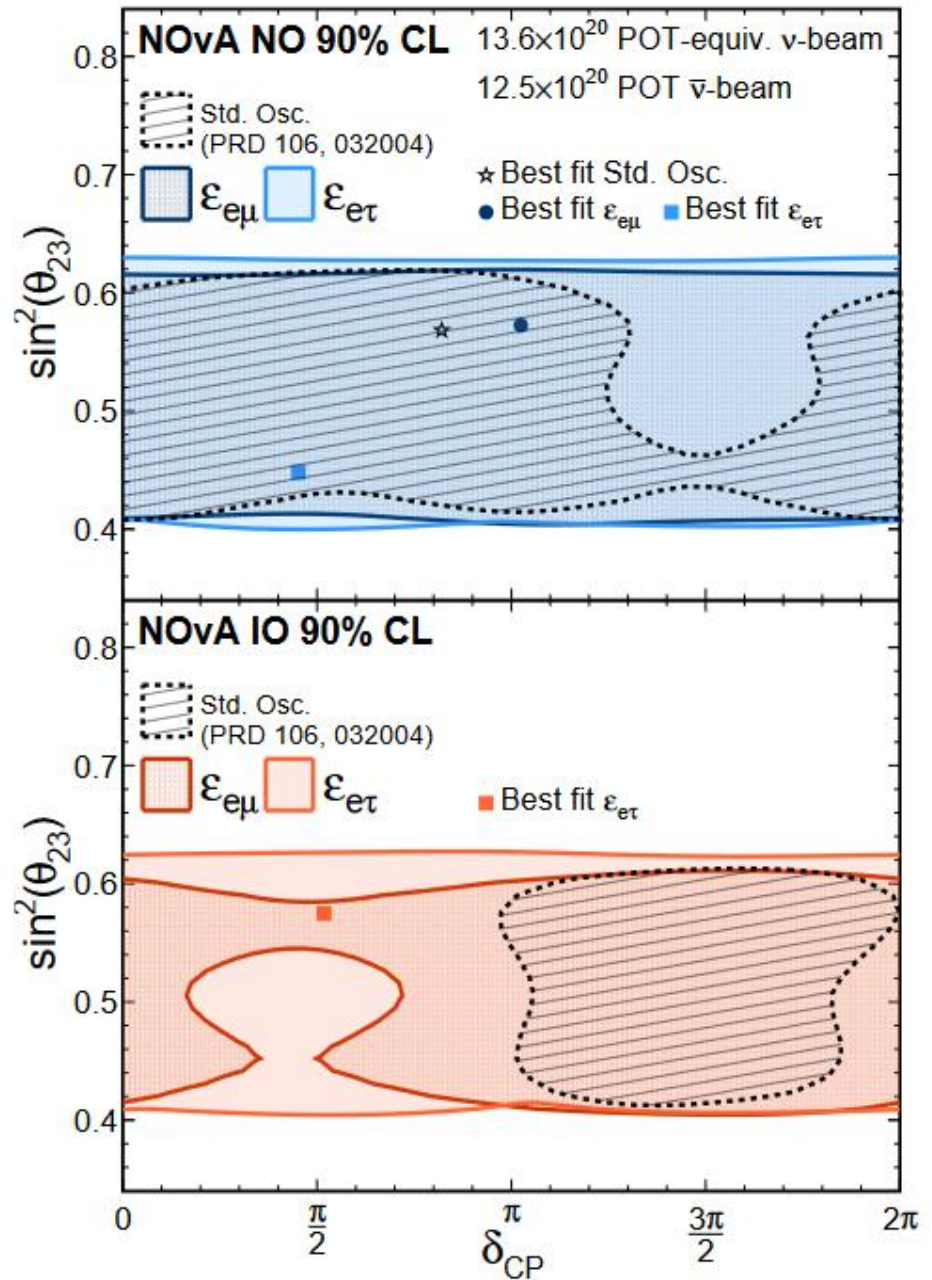 NOvA NO 90% CL
13.6×10²⁰ POT-equiv. ν-beam
12.5×10²⁰ POT ν̄-beam
Std. Osc.
(PRD 106, 032004)
ε_eμ ε_eτ
Best fit Std. Osc.
Best fit ε_eμ Best fit ε_eτ
sin²(θ₂₃)
0.8
0.7
0.6
0.5
0.4
NOvA IO 90% CL
Std. Osc.
(PRD 106, 032004)
ε_eμ ε_eτ
Best fit ε_eτ
sin²(θ₂₃)
0.8
0.7
0.6
0.5
0.4
0 π/2 π 3π/2 2π
δ_CP